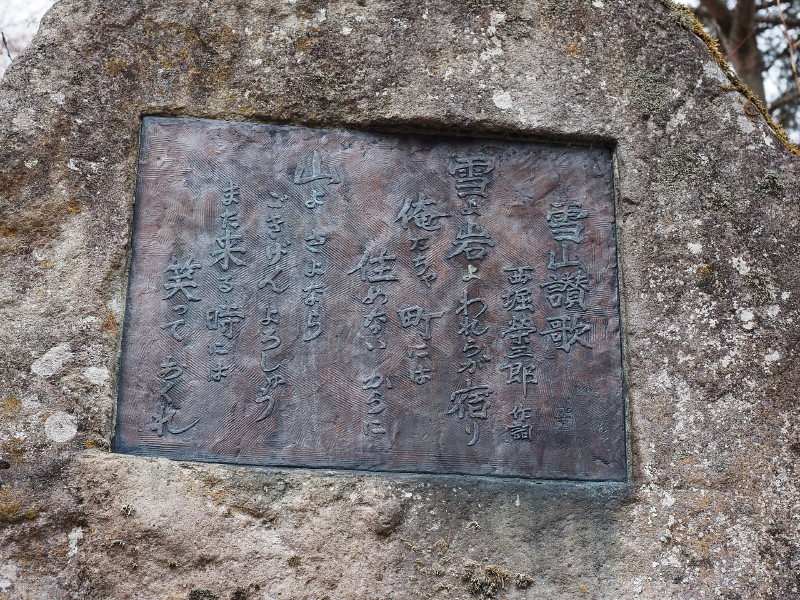 雪山讃歌
西堀榮三郎 作詞
雪よ岩よわれらが宿り
俺たちゃ町には
住めないからに
山よさよなら
ごきげんよろしゅう
また来る時には
笑っておくれ